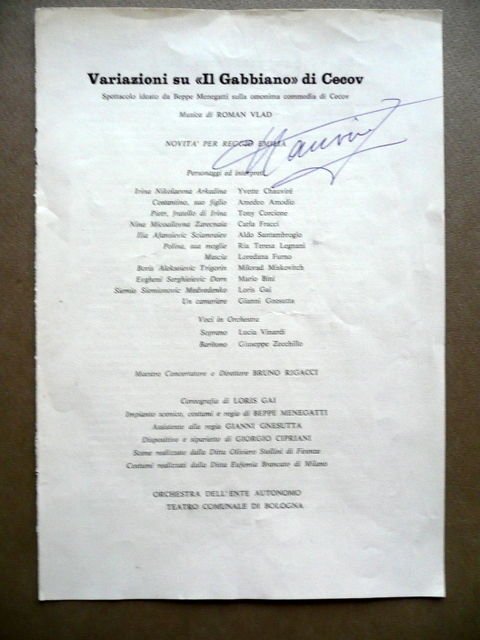 Variazioni su «Il Gabbiano» di Cecov
Spettacolo ideato da Beppe Menegatti sulla omonima commedia di Cecov
Musica di ROMAN VLAD
NOVITA' PER REGGIO EMILIA
Personaggi ed interpreti
Irina Nikolaevna Arkadina Yvette Chauviré
Costantino, suo figlio Amedeo Amodio
Pietr, fratello di Irina Tony Corcione
Nina Micoailovna Zarecnaia Carla Fracci
Ilia Afanasievic Sciamraiev Aldo Santambrogio
Polina, sua moglie Ria Teresa Legnani
Mascia Loredana Furno
Boris Alekseievic Trigorin Milorad Miskovitch
Evgheni Serghieievic Dorn Mario Bini
Siemio Siomionovic Medvedenko Loris Gai
Un cameriere Gianni Gnesutta
Voci in Orchestra
Soprano Lucia Vinardi
Baritono Giuseppe Zecchillo
Maestro Concertatore e Direttore BRUNO RIGACCI
Coreografia di LORIS GAI
Impianto scenico, costumi e regia di BEPPE MENEGATTI
Assistente alla regia GIANNI GNESUTTA
Dispositivo e siparietto di GIORGIO CIPRIANI
Scene realizzate dalla Ditta Oliviero Stellini di Firenze
Costumi realizzati dalla Ditta Eufemia Brancato di Milano
ORCHESTRA DELL'ENTE AUTONOMO
TEATRO COMUNALE DI BOLOGNA